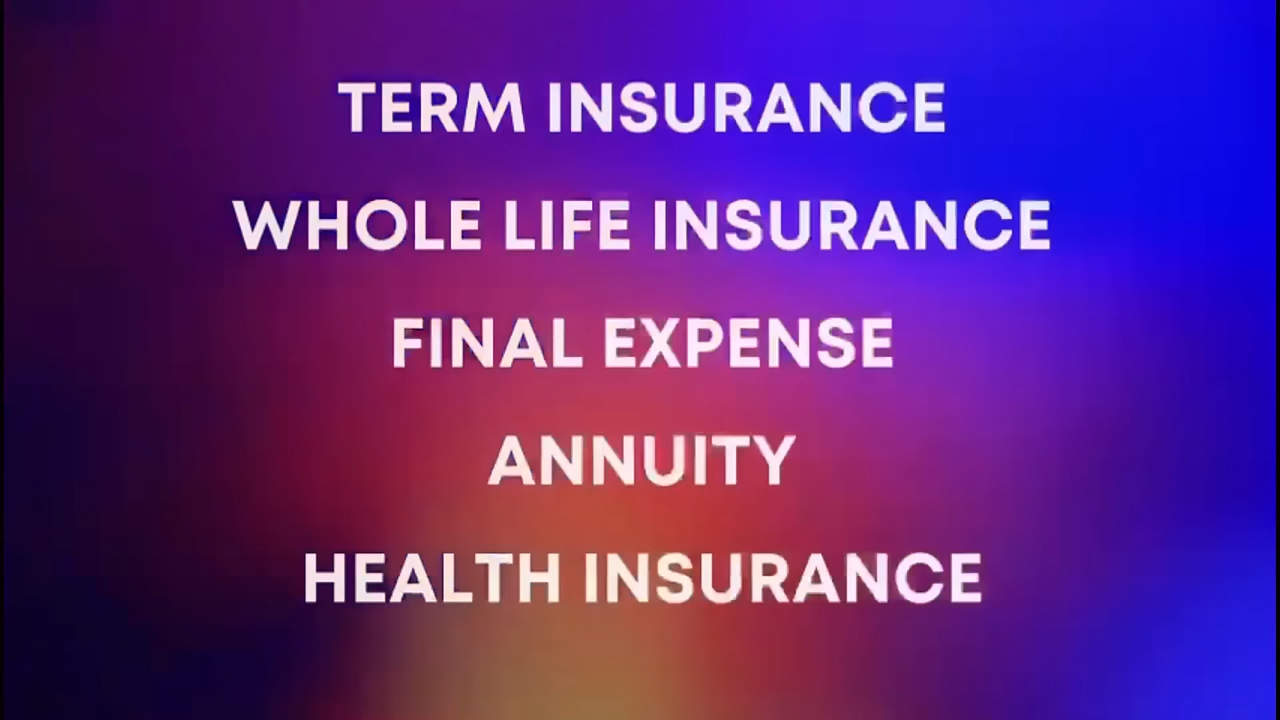 TERM INSURANCE
WHOLE LIFE INSURANCE
FINAL EXPENSE
ANNUITY
HEALTH INSURANCE